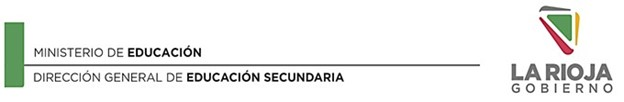 MINISTERIO DE EDUCACIÓN
DIRECCIÓN GENERAL DE EDUCACIÓN SECUNDARIA
LA RIOJA
GOBIERNO